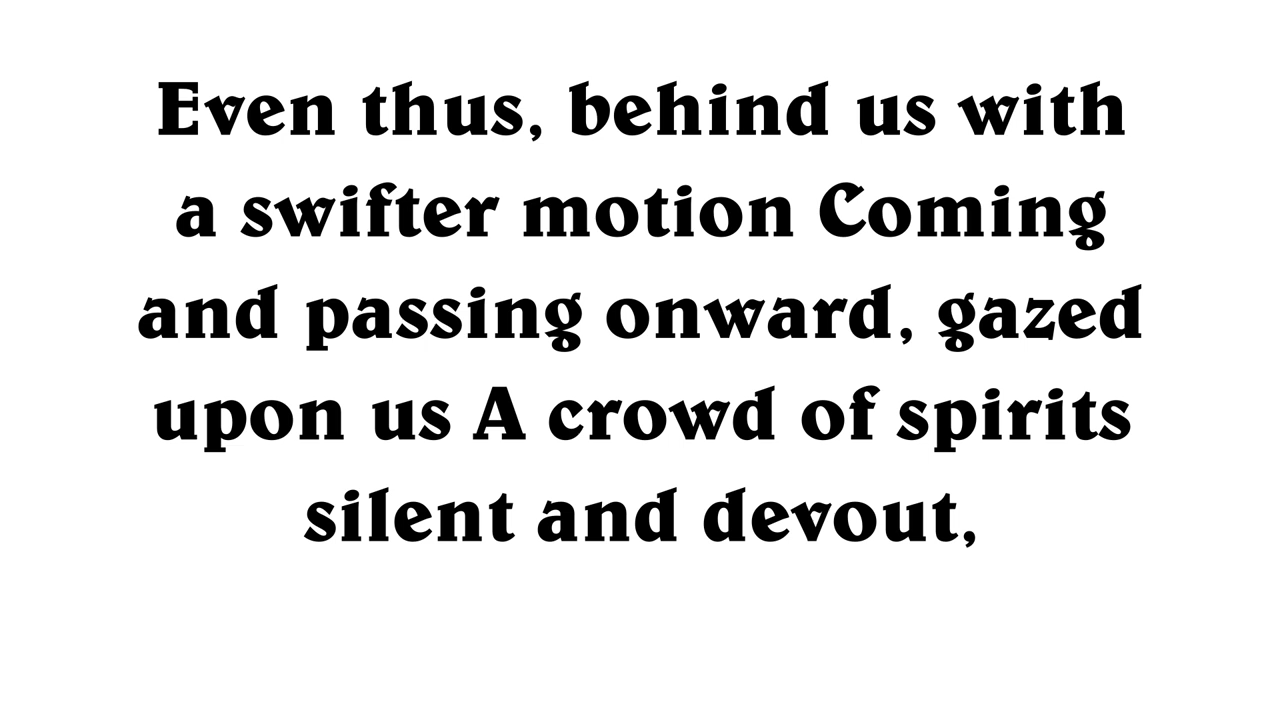 Even thus, behind us with
a swifter motion Coming
and passing onward, gazed
upon us A crowd of spirits
silent and devout,